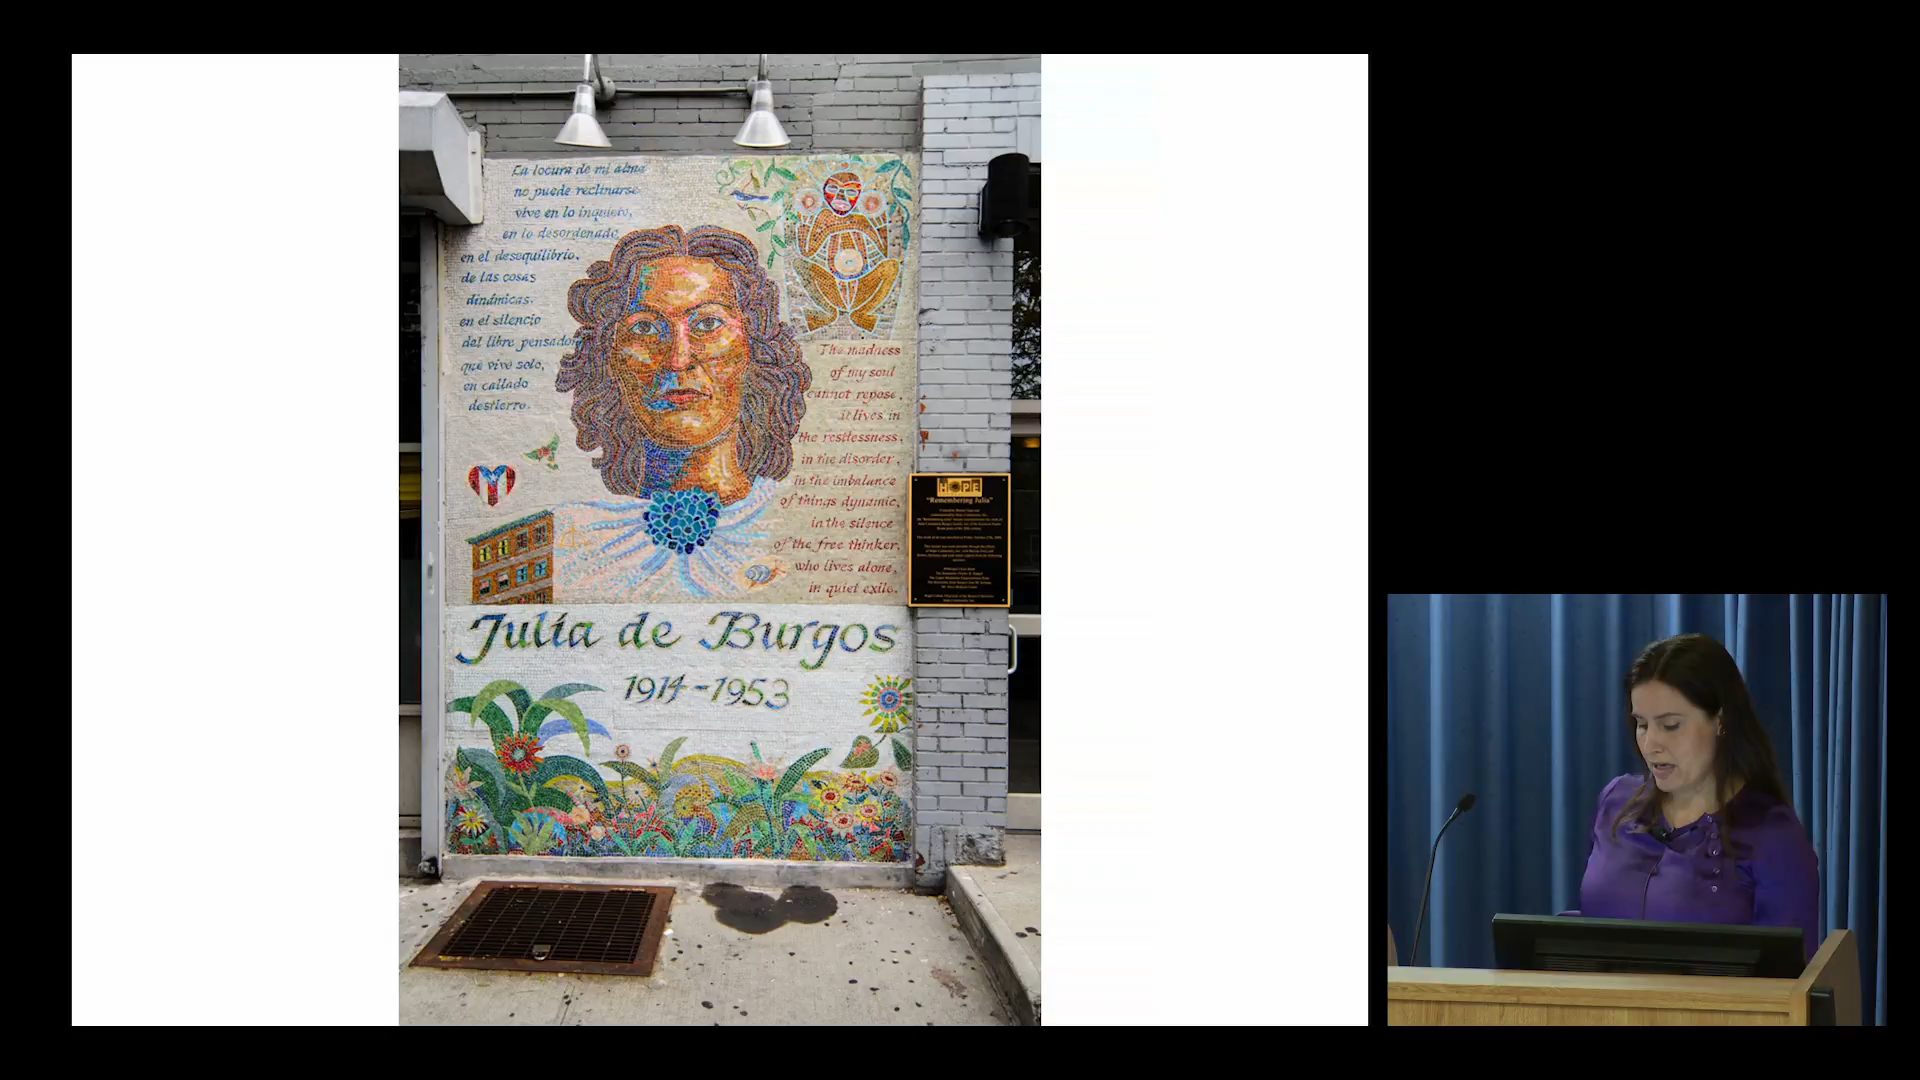 La locura de mi alma
no puede reclinarse
vive en lo inquieto,
en lo desordenado
en el desequilibrio,
de las cosas
dinámicas.
en el silencio
del libre pensador
que vive solo,
en callado
destierro.
The madness
of my soul
cannot repose,
it lives in
the restlessness,
in the disorder,
in the imbalance
of things dynamic,
in the silence
of the free thinker,
who lives alone,
in quiet exile.
Julia de Burgos
1914-1953
HOPE
"Remembering Julia"